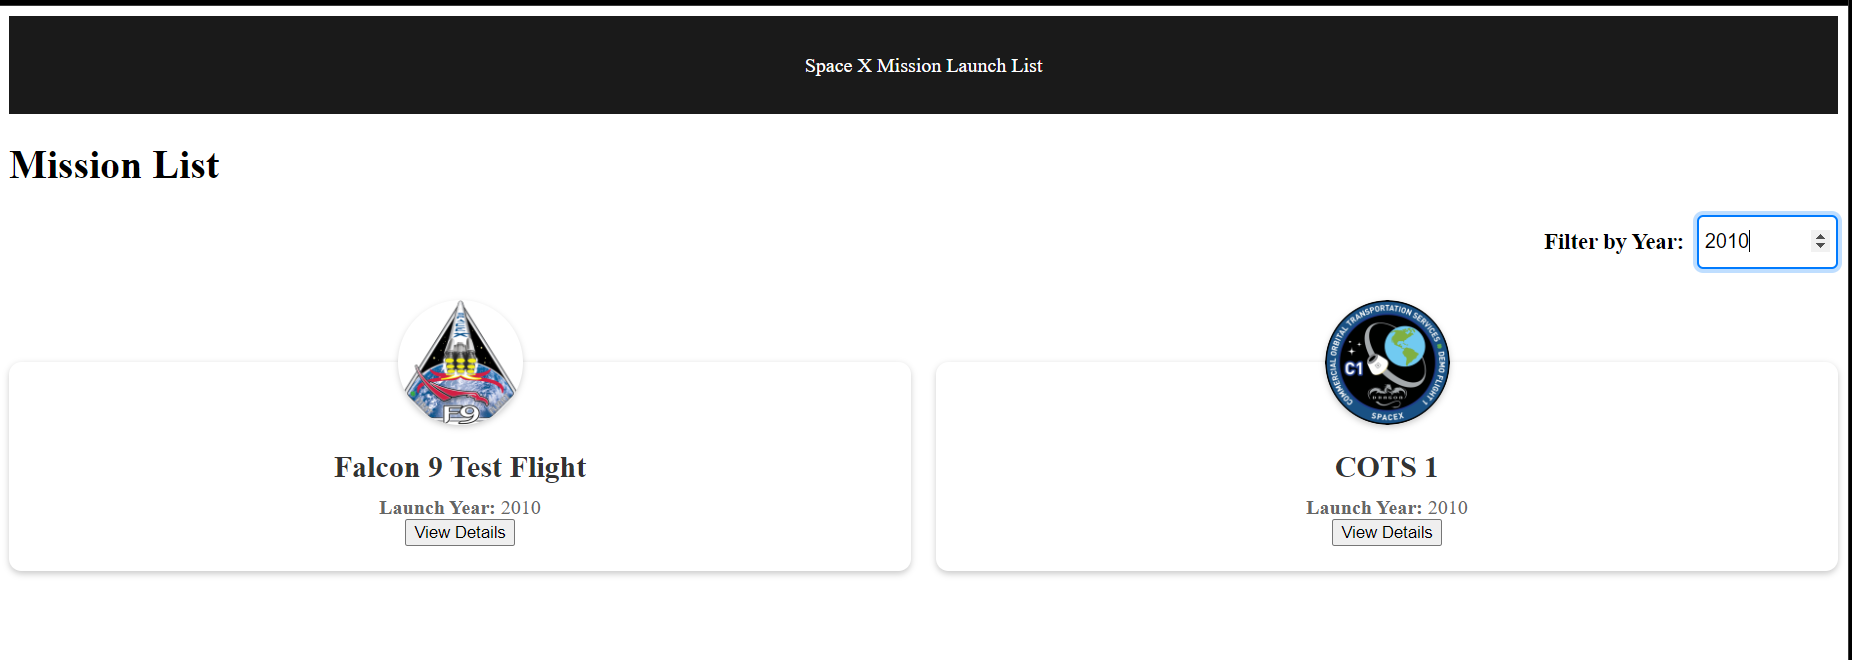 Space X Mission Launch List
Mission List
Filter by Year: 2010
F9
COMMERCIAL ORBITAL TRANSPORTATION SERVICES DEMO FLIGHT 1
C1
DRAGON
SPACEX
Falcon 9 Test Flight
COTS 1
Launch Year: 2010
Launch Year: 2010
View Details
View Details